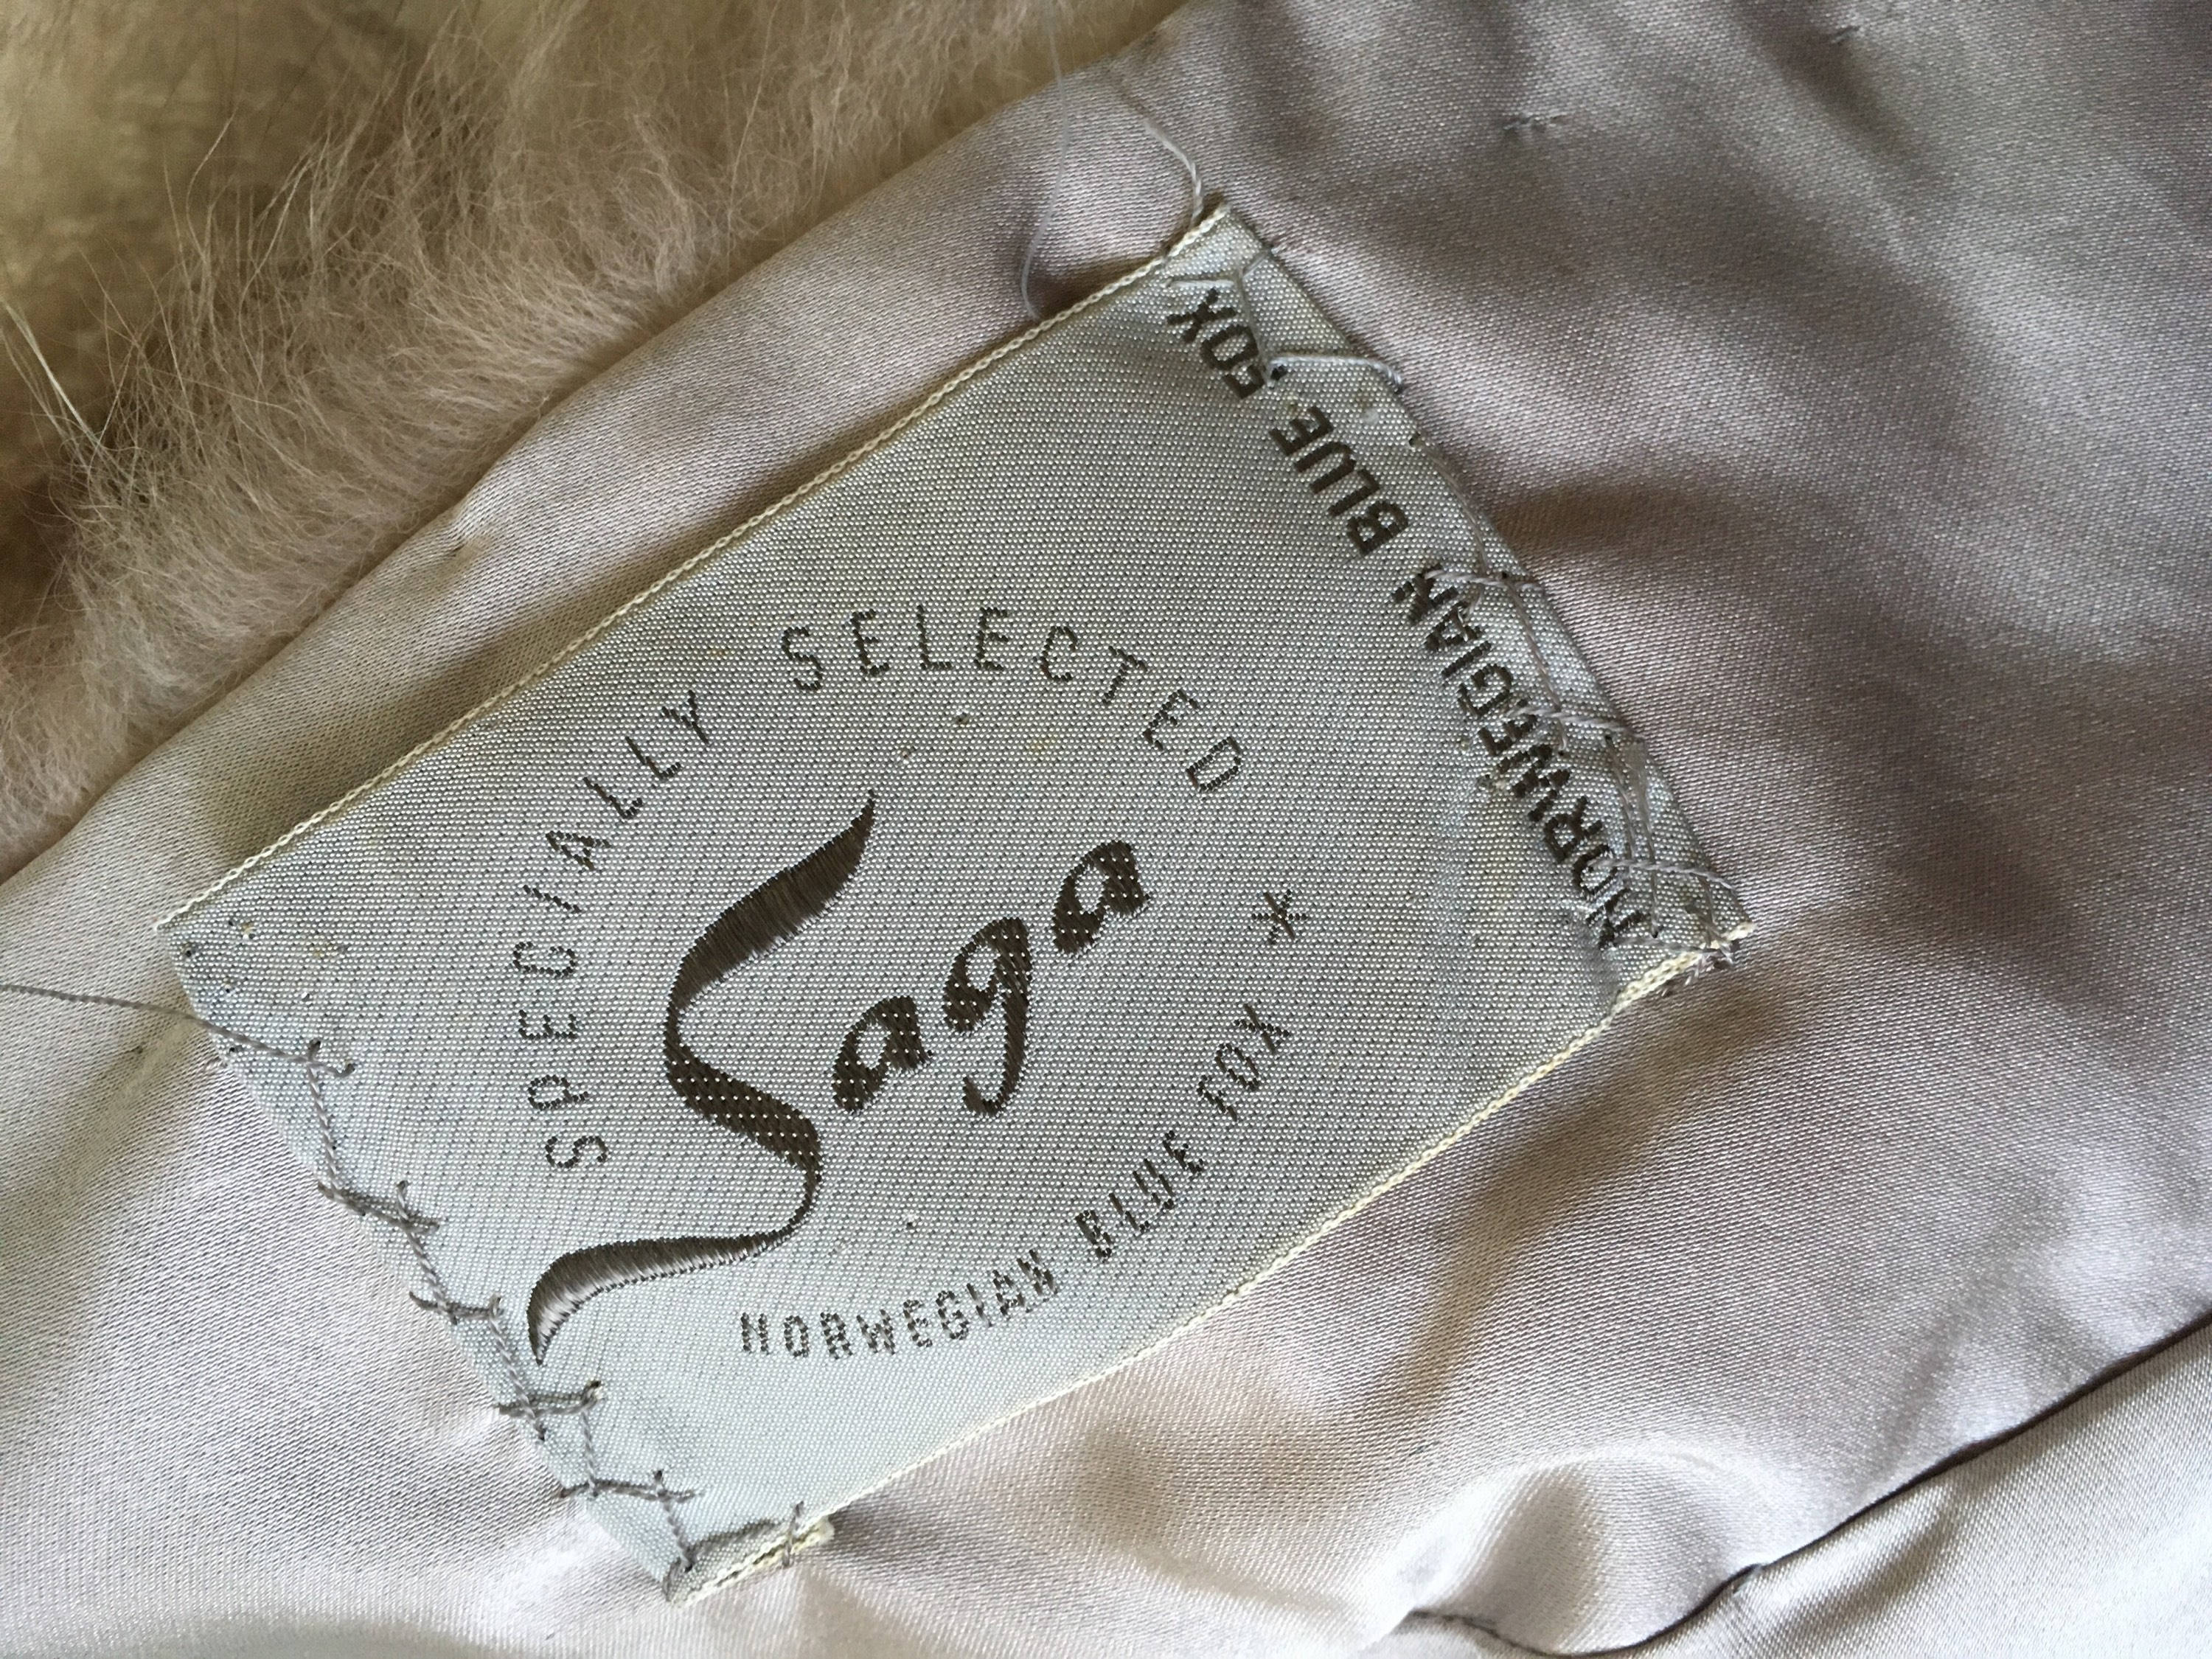 SPECIALLY SELECTED
Saga
*
NORWEGIAN BLUE FOX
NORWEGIAN BLUE FOX